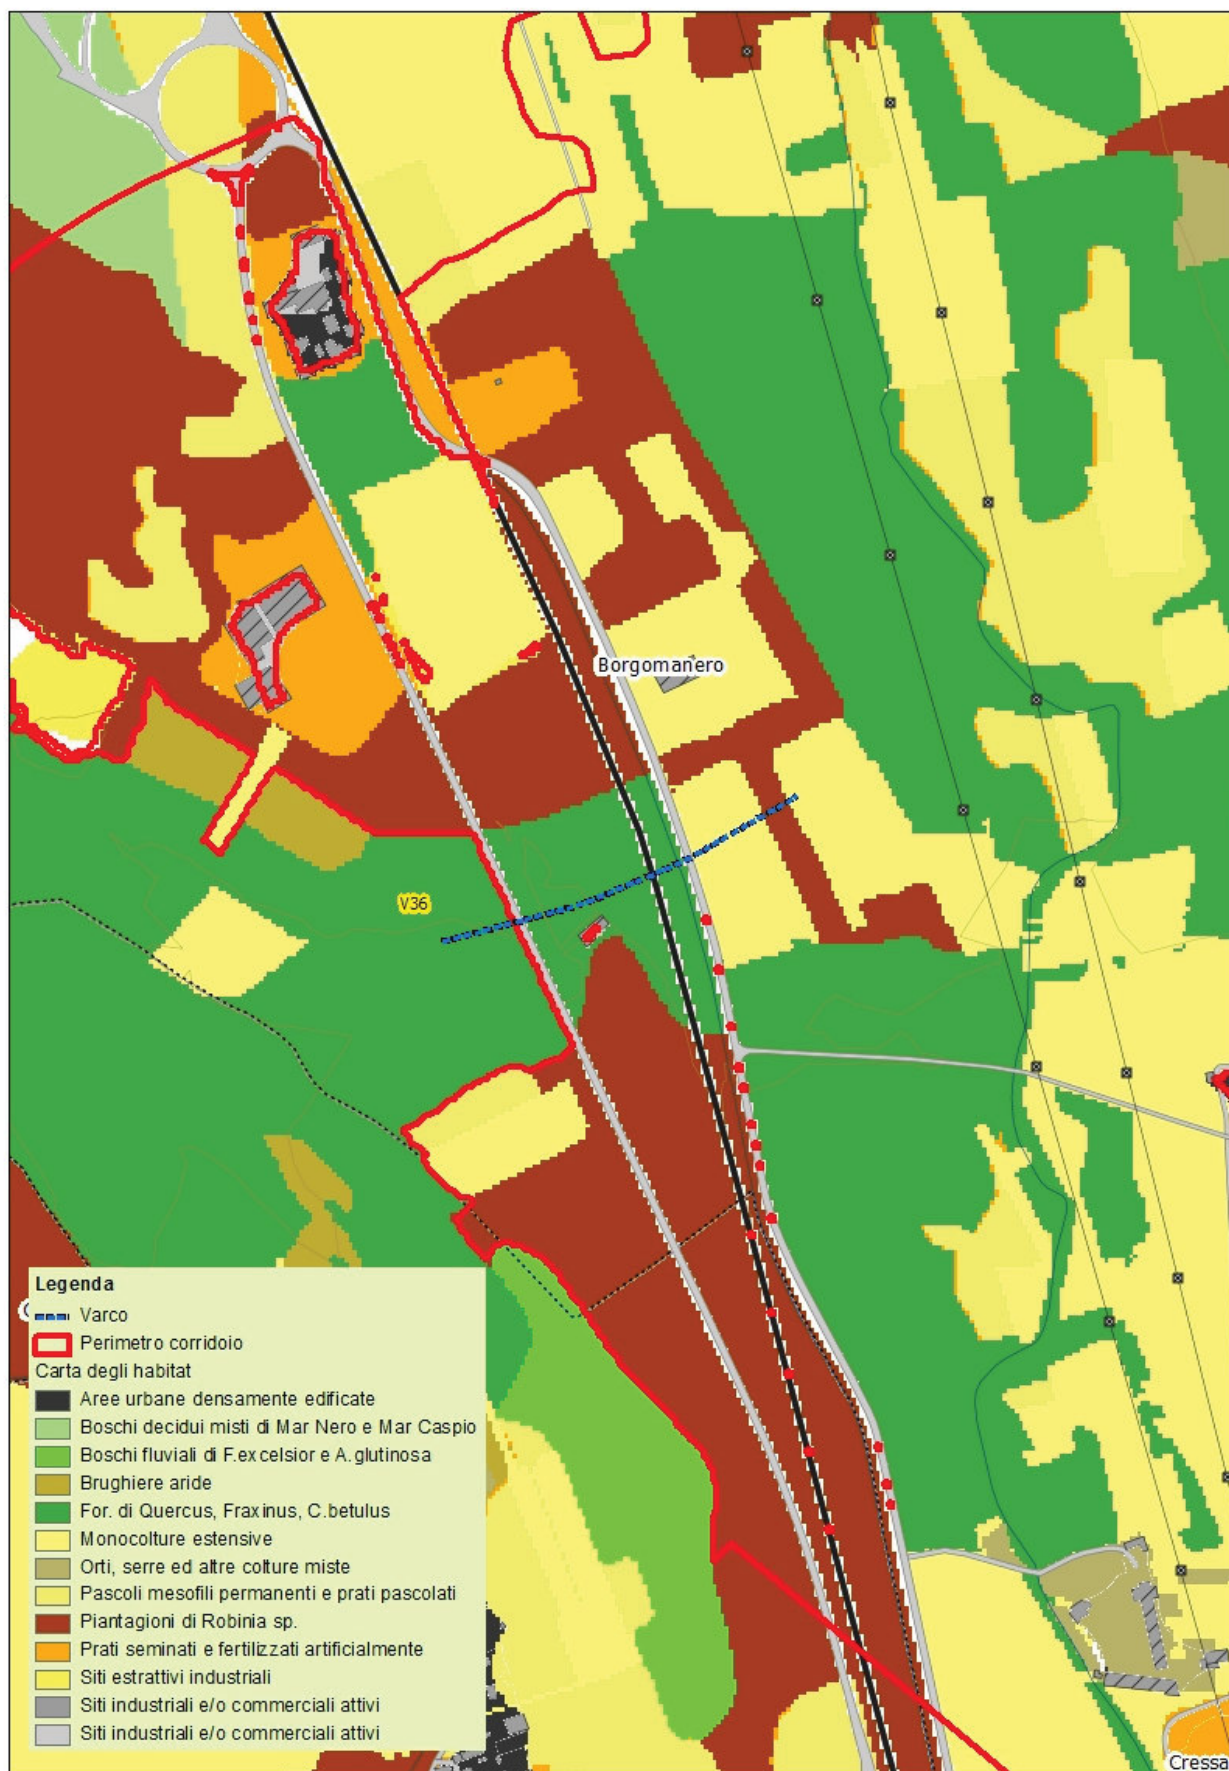 Borgomanero
V36
Legenda
Varco
Perimetro corridoio
Carta degli habitat
Aree urbane densamente edificate
Boschi decidui misti di Mar Nero e Mar Caspio
Boschi fluviali di F.excelsior e A.glutinosa
Brughiere aride
For. di Quercus, Fraxinus, C.betulus
Monocolture estensive
Orti, serre ed altre colture miste
Pascoli mesofili permanenti e prati pascolati
Piantagioni di Robinia sp.
Prati seminati e fertilizzati artificialmente
Siti estrattivi industriali
Siti industriali e/o commerciali attivi
Siti industriali e/o commerciali attivi
Cressa